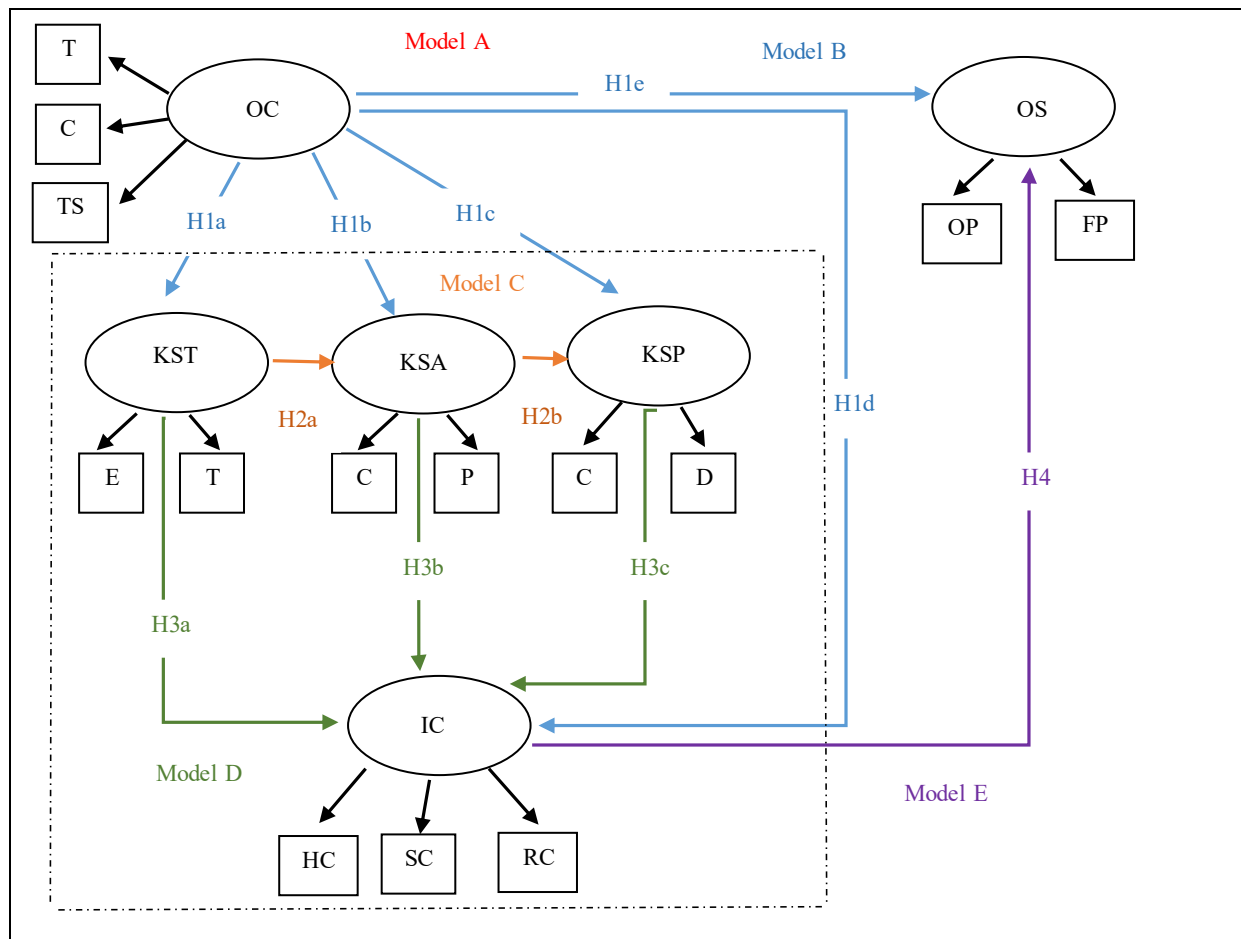 T
Model A
Model B
OC
H1e
OS
C
TS
H1a
H1b
H1c
OP
FP
Model C
KST
KSA
KSP
H1d
H2a
H2b
E
T
C
P
C
D
H4
H3b
H3c
H3a
IC
Model D
Model E
HC
SC
RC